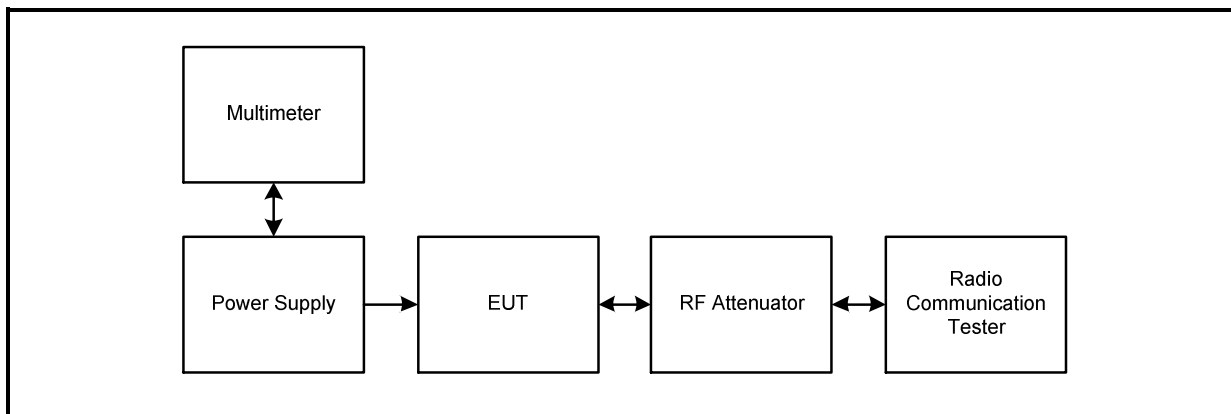 Multimeter
Power Supply
EUT
RF Attenuator
Radio
Communication
Tester